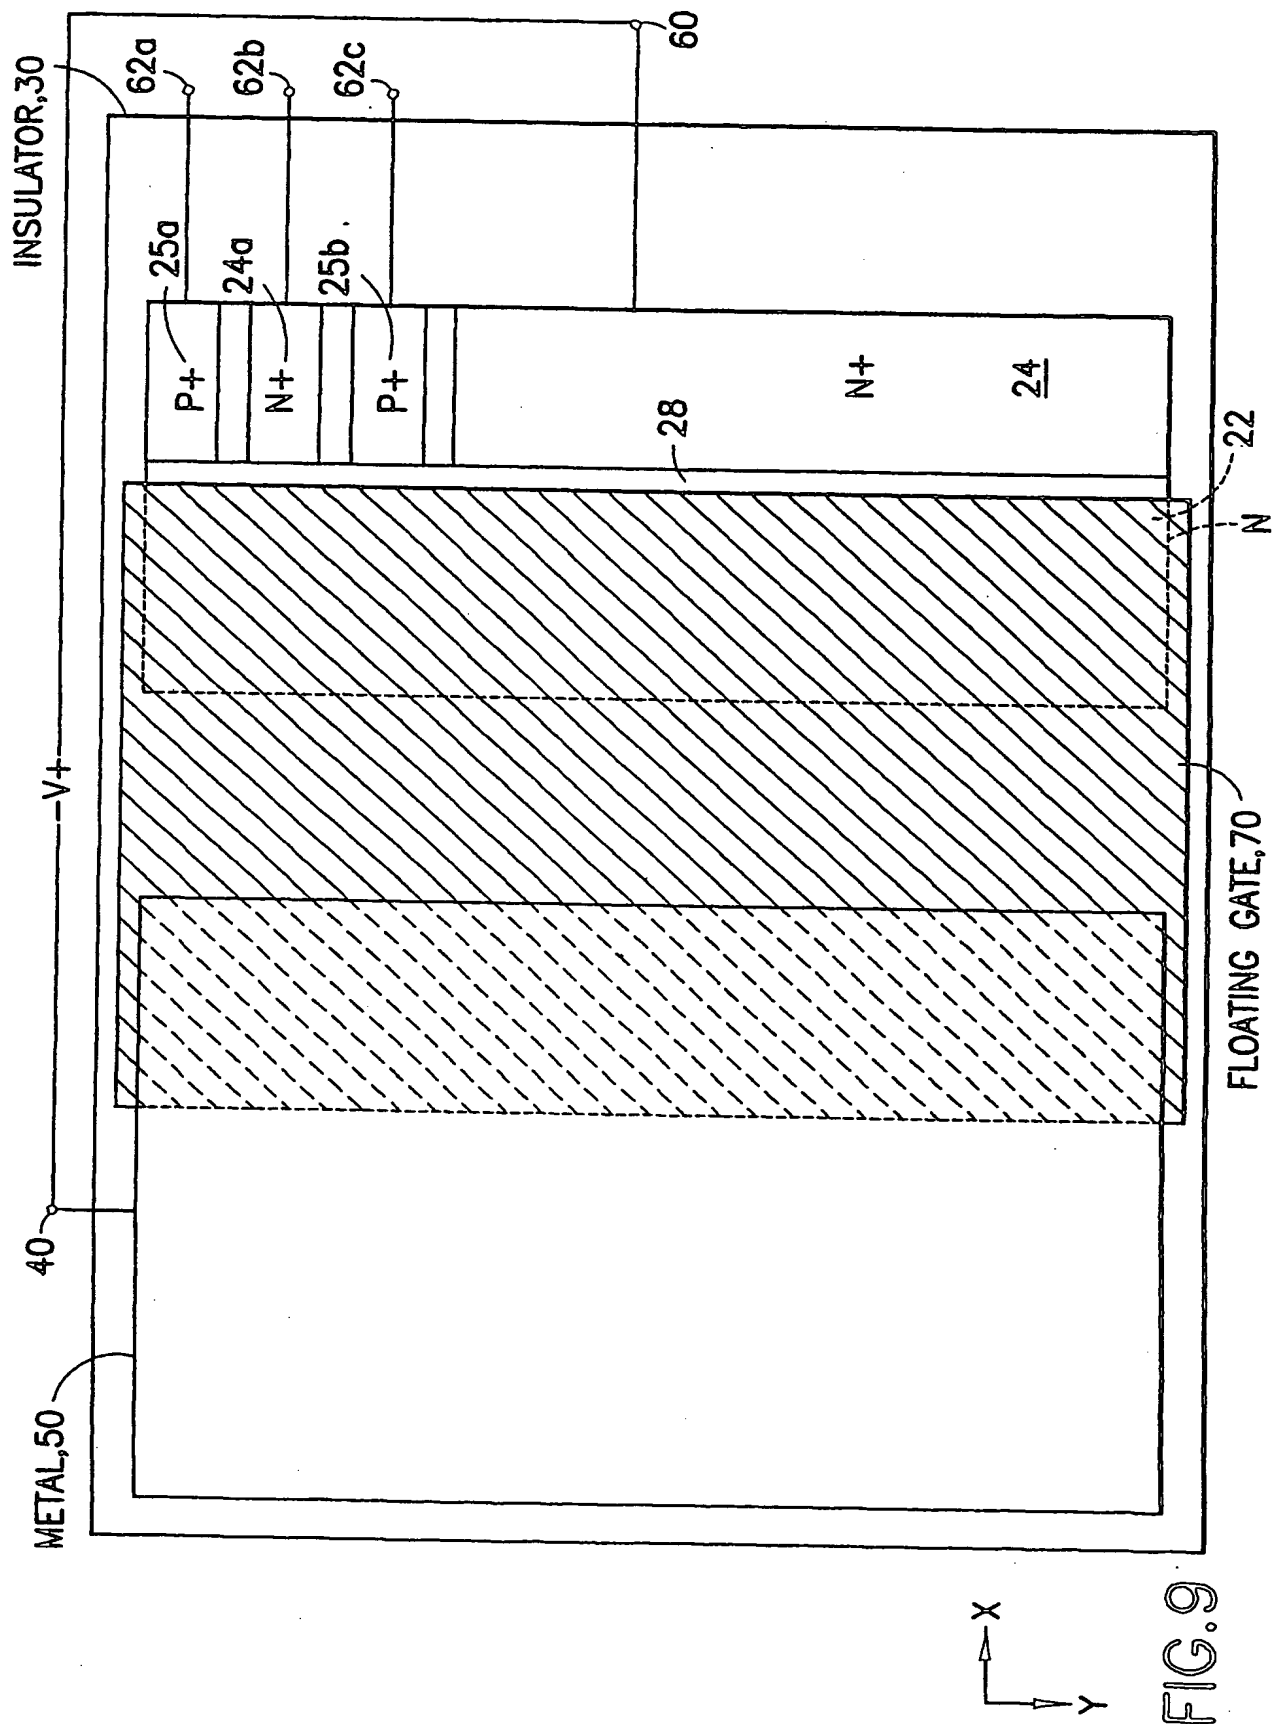 INSULATOR,30
62a
62b
62c
60
25a
24a
25b
P+
N+
P+
N+
24
28
22
N
V+
40
METAL,50
FLOATING GATE,70
X
Y
FIG.9